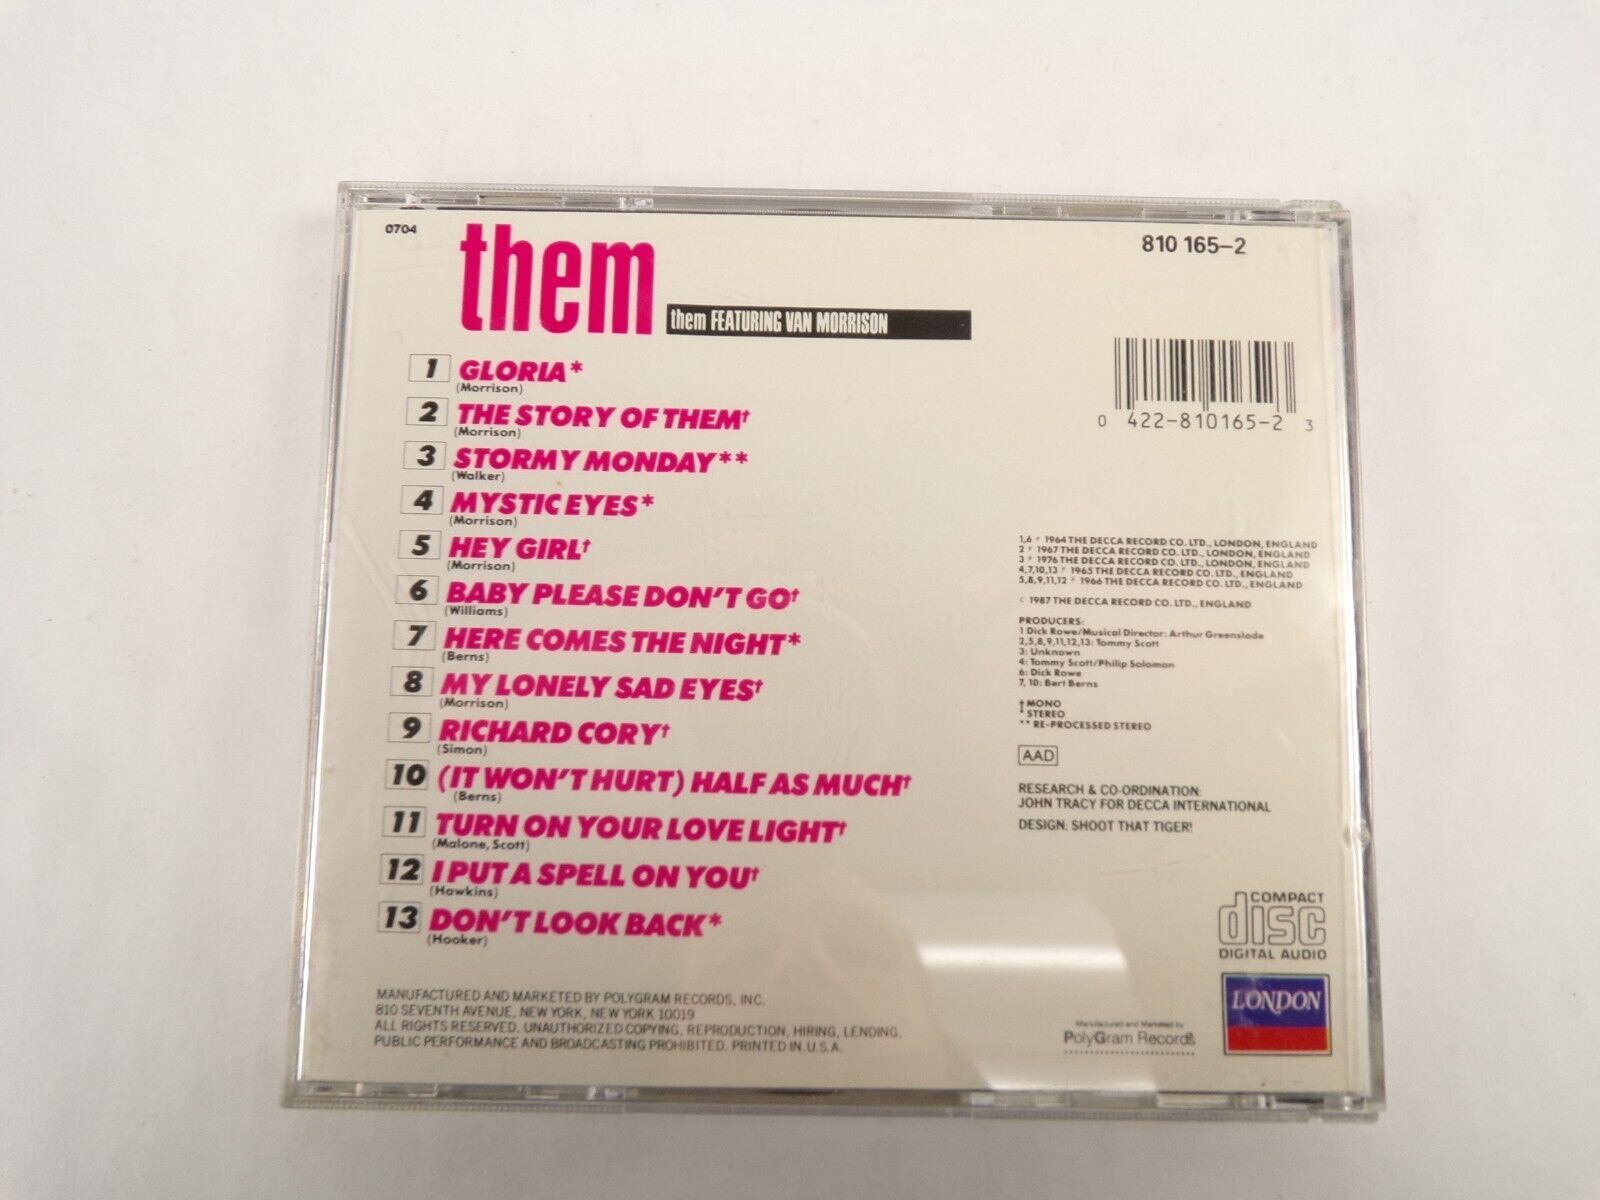 0704
them
them FEATURING VAN MORRISON
810 165-2
1 GLORIA*
(Morrison)
2 THE STORY OF THEM†
(Morrison)
3 STORMY MONDAY**
(Walker)
4 MYSTIC EYES*
(Morrison)
5 HEY GIRL†
(Morrison)
6 BABY PLEASE DON'T GO†
(Williams)
7 HERE COMES THE NIGHT*
(Berns)
8 MY LONELY SAD EYES†
(Morrison)
9 RICHARD CORY†
(Simon)
10 (IT WON'T HURT) HALF AS MUCH†
(Berns)
11 TURN ON YOUR LOVE LIGHT†
(Malone, Scott)
12 I PUT A SPELL ON YOU†
(Hawkins)
13 DON'T LOOK BACK*
(Hooker)
0 422-810165-2 3
1,6 ℗ 1964 THE DECCA RECORD CO. LTD., LONDON, ENGLAND
2 ℗ 1967 THE DECCA RECORD CO. LTD., LONDON, ENGLAND
3 ℗ 1976 THE DECCA RECORD CO. LTD., LONDON, ENGLAND
4,7,10,13 ℗ 1965 THE DECCA RECORD CO. LTD., ENGLAND
5,8,9,11,12 ℗ 1966 THE DECCA RECORD CO. LTD., ENGLAND
© 1987 THE DECCA RECORD CO. LTD., ENGLAND
PRODUCERS:
1 Dick Rowe/Musical Director: Arthur Greenslade
2,5,8,9,11,12,13: Tommy Scott
3: Unknown
4: Tommy Scott/Philip Solomon
6: Dick Rowe
7, 10: Bert Berns
† MONO
* STEREO
** RE-PROCESSED STEREO
AAD
RESEARCH & CO-ORDINATION:
JOHN TRACY FOR DECCA INTERNATIONAL
DESIGN: SHOOT THAT TIGER!
COMPACT
disc
DIGITAL AUDIO
LONDON
Manufactured and Marketed by
PolyGram Records
MANUFACTURED AND MARKETED BY POLYGRAM RECORDS, INC.
810 SEVENTH AVENUE, NEW YORK, NEW YORK 10019
ALL RIGHTS RESERVED. UNAUTHORIZED COPYING, REPRODUCTION, HIRING, LENDING,
PUBLIC PERFORMANCE AND BROADCASTING PROHIBITED. PRINTED IN U.S.A.